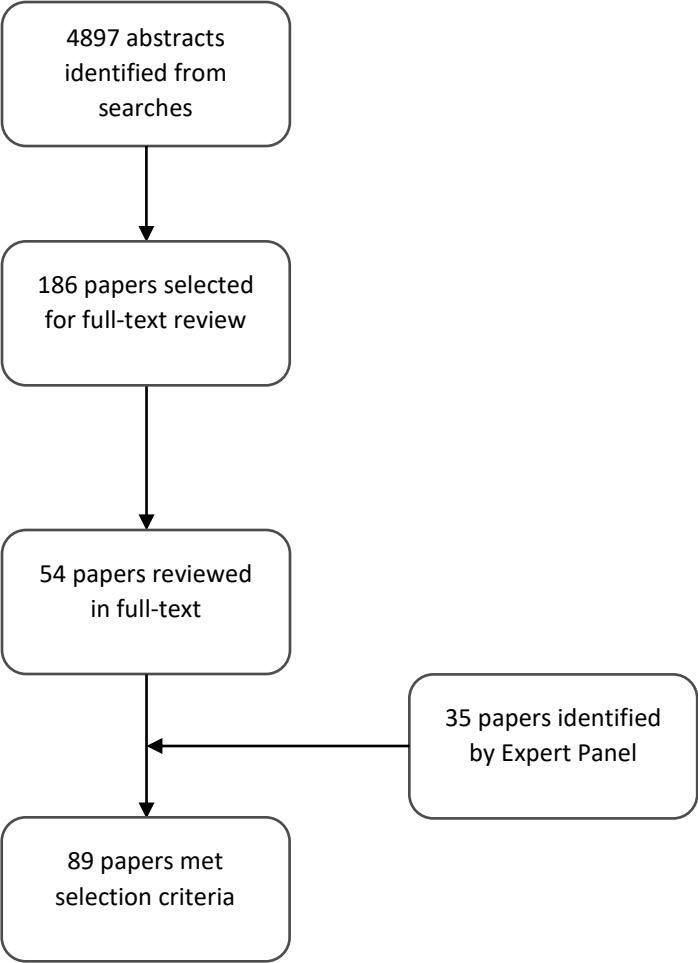 4897 abstracts
identified from
searches
186 papers selected
for full-text review
54 papers reviewed
in full-text
35 papers identified
by Expert Panel
89 papers met
selection criteria